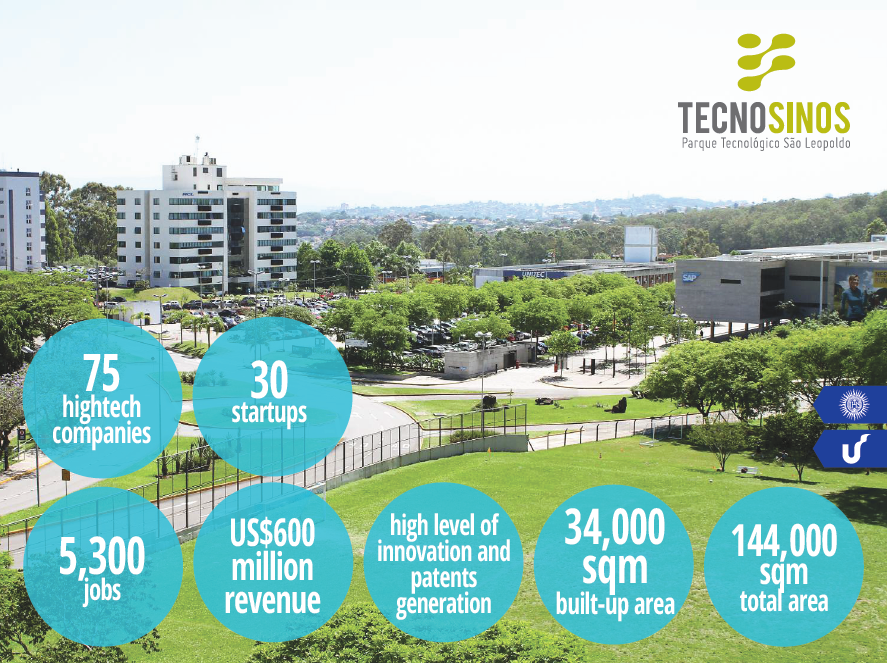 TECNOSINOS
Parque Tecnológico São Leopoldo
UNITEC
SAP
75
hightech
companies
30
startups
5,300
jobs
US$600
million
revenue
high level of
innovation and
patents
generation
34,000
sqm
built-up area
144,000
sqm
total area